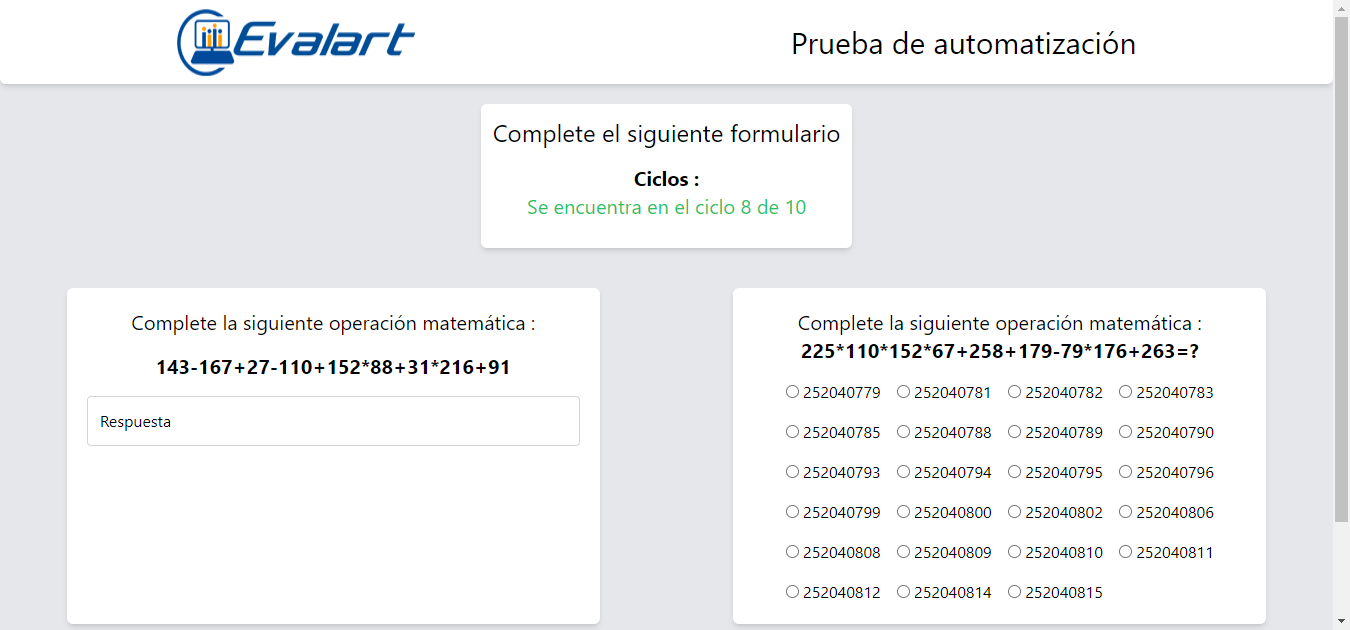 Evalart
Prueba de automatización
Complete el siguiente formulario
Ciclos :
Se encuentra en el ciclo 8 de 10
Complete la siguiente operación matemática :
143-167+27-110+152*88+31*216+91
Respuesta
Complete la siguiente operación matemática :
225*110*152*67+258+179-79*176+263=?
252040779 252040781 252040782 252040783
252040785 252040788 252040789 252040790
252040793 252040794 252040795 252040796
252040799 252040800 252040802 252040806
252040808 252040809 252040810 252040811
252040812 252040814 252040815